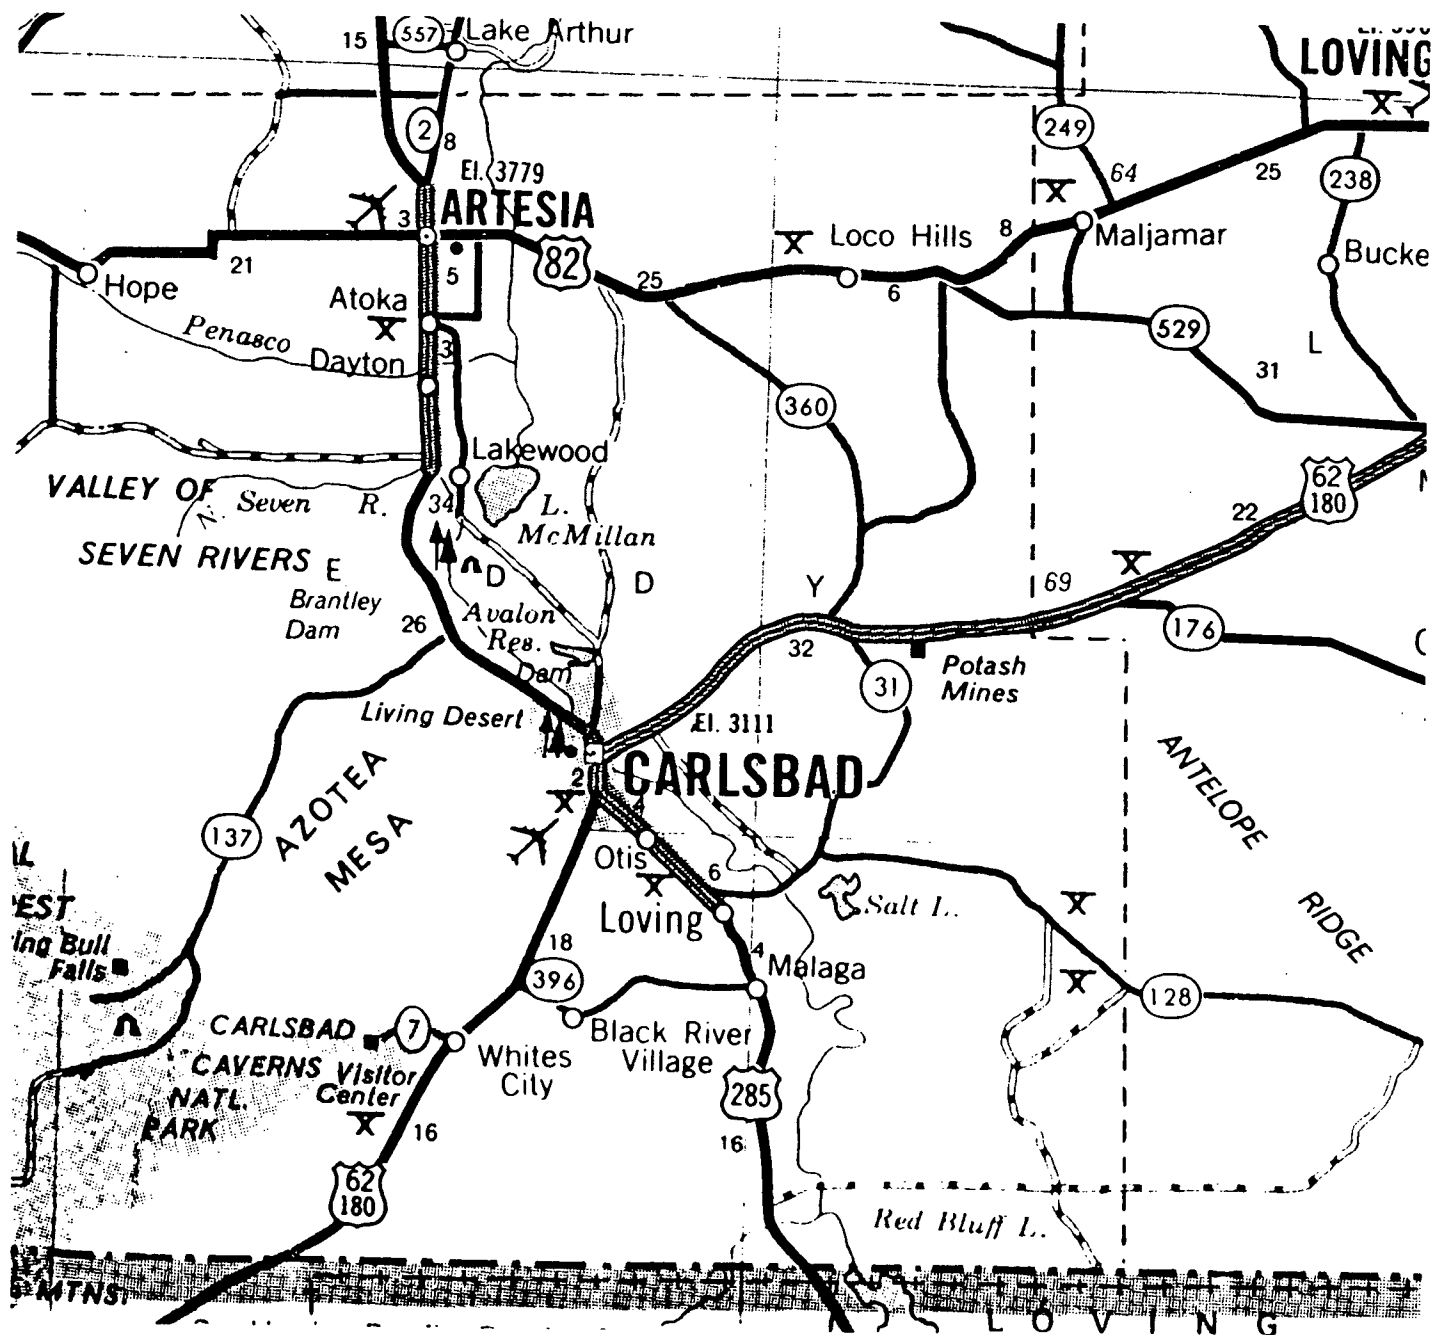 15
557
Lake Arthur
LOVING
2
8
249
El. 3779
64
25
238
ARTESIA
3
8
Loco Hills
Maljamar
82
Bucke
21
5
25
6
Hope
Atoka
529
Penasco
Dayton
3
L
31
360
Lakewood
62
180
VALLEY OF
N. Seven R.
34
L.
McMillan
22
SEVEN RIVERS
E
D
D
Y
69
Brantley
Dam
Avalon
Res.
Dam
26
32
176
Potash
Mines
31
Living Desert
El. 3111
CARLSBAD
2
4
AZOTEA
MESA
137
ANTELOPE
RIDGE
Otis
6
Salt L.
Loving
EST
ing Bull
Falls
18
4
Malaga
396
128
CARLSBAD
CAVERNS
NATL.
PARK
7
Visitor
Center
Whites
City
Black River
Village
285
16
16
62
180
Red Bluff L.
MTNS
LOVING